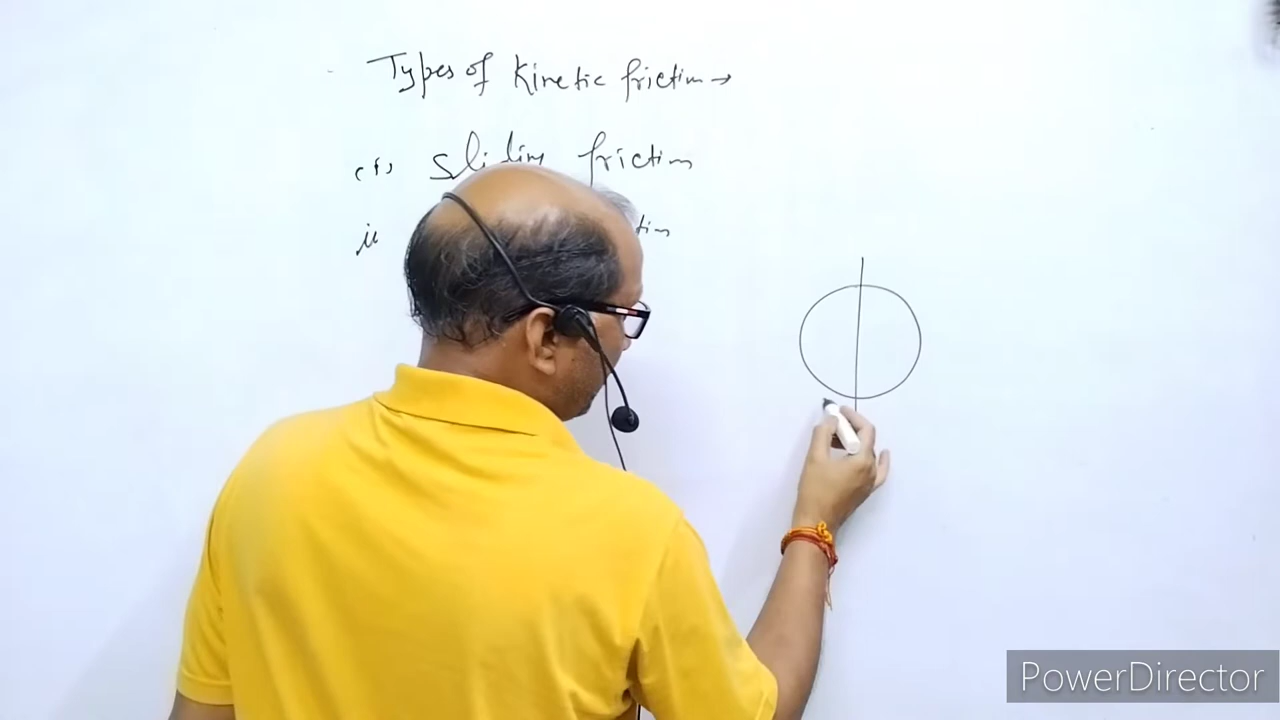 Types of Kinetic friction →
(i) Sliding friction
ii
PowerDirector